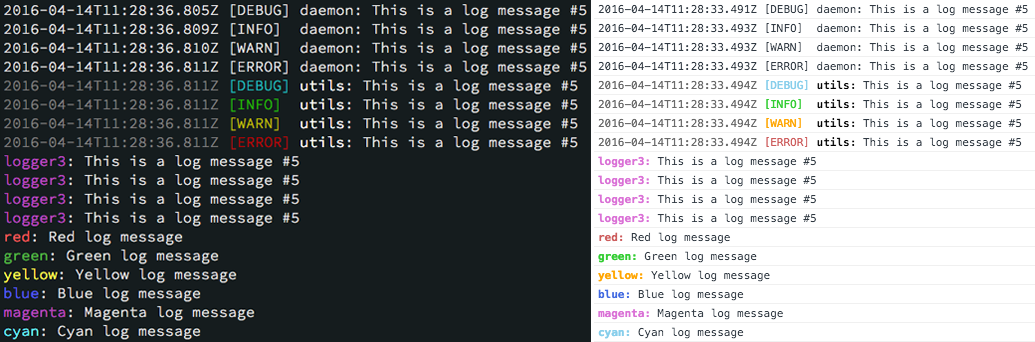 2016-04-14T11:28:36.805Z [DEBUG] daemon: This is a log message #5
2016-04-14T11:28:36.809Z [INFO]  daemon: This is a log message #5
2016-04-14T11:28:36.810Z [WARN]  daemon: This is a log message #5
2016-04-14T11:28:36.811Z [ERROR] daemon: This is a log message #5
2016-04-14T11:28:36.811Z [DEBUG] utils: This is a log message #5
2016-04-14T11:28:36.811Z [INFO]  utils: This is a log message #5
2016-04-14T11:28:36.811Z [WARN]  utils: This is a log message #5
2016-04-14T11:28:36.811Z [ERROR] utils: This is a log message #5
logger3: This is a log message #5
logger3: This is a log message #5
logger3: This is a log message #5
logger3: This is a log message #5
red: Red log message
green: Green log message
yellow: Yellow log message
blue: Blue log message
magenta: Magenta log message
cyan: Cyan log message
2016-04-14T11:28:33.491Z [DEBUG] daemon: This is a log message #5
2016-04-14T11:28:33.493Z [INFO]  daemon: This is a log message #5
2016-04-14T11:28:33.493Z [WARN]  daemon: This is a log message #5
2016-04-14T11:28:33.493Z [ERROR] daemon: This is a log message #5
2016-04-14T11:28:33.494Z [DEBUG] utils: This is a log message #5
2016-04-14T11:28:33.494Z [INFO]  utils: This is a log message #5
2016-04-14T11:28:33.494Z [WARN]  utils: This is a log message #5
2016-04-14T11:28:33.494Z [ERROR] utils: This is a log message #5
logger3: This is a log message #5
logger3: This is a log message #5
logger3: This is a log message #5
logger3: This is a log message #5
red: Red log message
green: Green log message
yellow: Yellow log message
blue: Blue log message
magenta: Magenta log message
cyan: Cyan log message